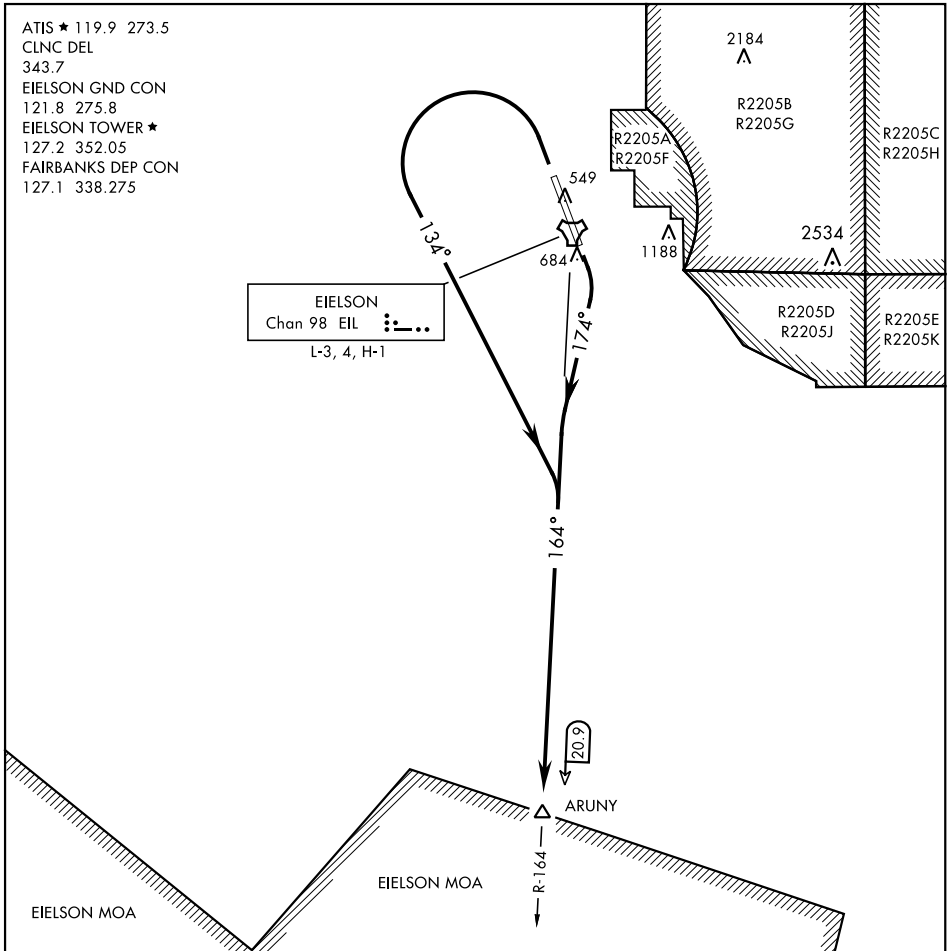 ATIS ★ 119.9 273.5
CLNC DEL
343.7
EIELSON GND CON
121.8 275.8
EIELSON TOWER ★
127.2 352.05
FAIRBANKS DEP CON
127.1 338.275
2184
R2205B
R2205G
R2205C
R2205H
R2205A
R2205F
549
134°
684
1188
2534
EIELSON
Chan 98 EIL
L-3, 4, H-1
174°
R2205D
R2205J
R2205E
R2205K
164°
20.9
ARUNY
R-164
EIELSON MOA
EIELSON MOA